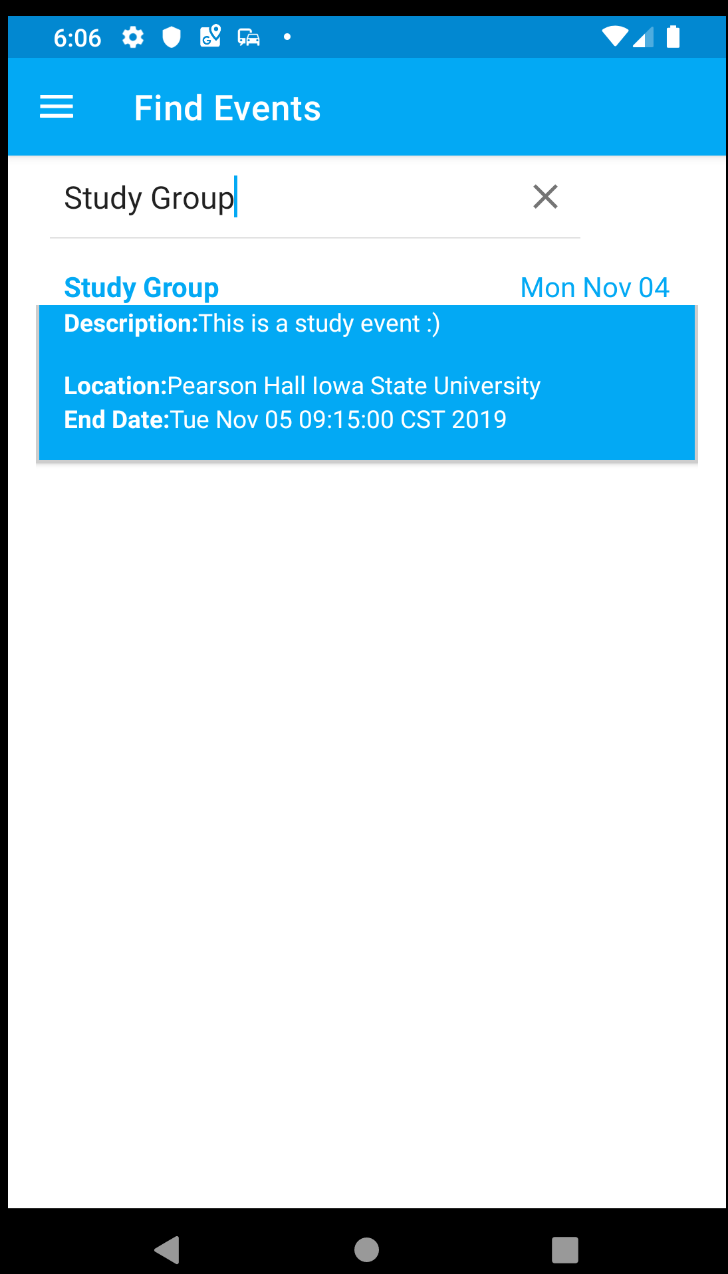 6:06
Find Events
Study Group
Study Group Mon Nov 04
Description:This is a study event :)
Location:Pearson Hall Iowa State University
End Date:Tue Nov 05 09:15:00 CST 2019